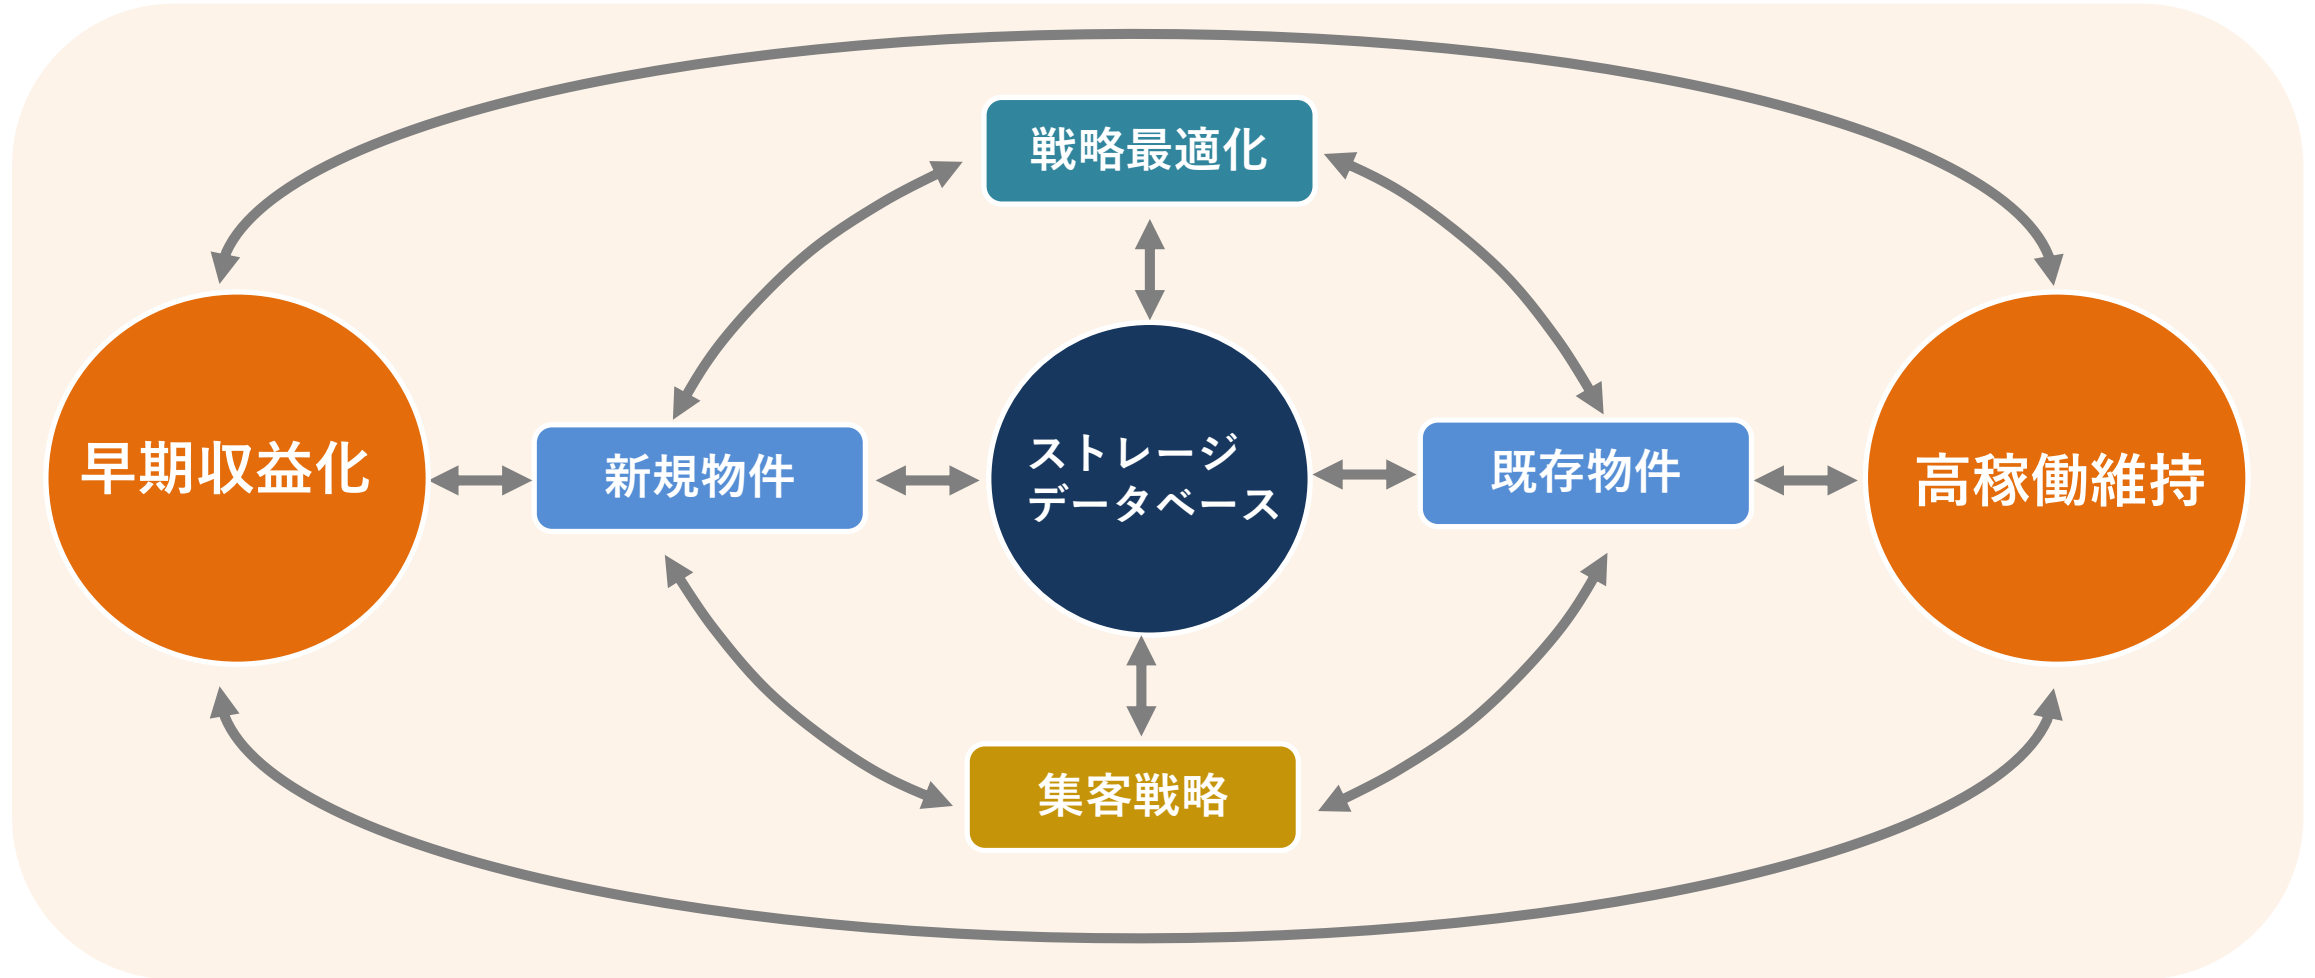 戦略最適化
早期収益化
新規物件
ストレージ
データベース
既存物件
高稼働維持
集客戦略